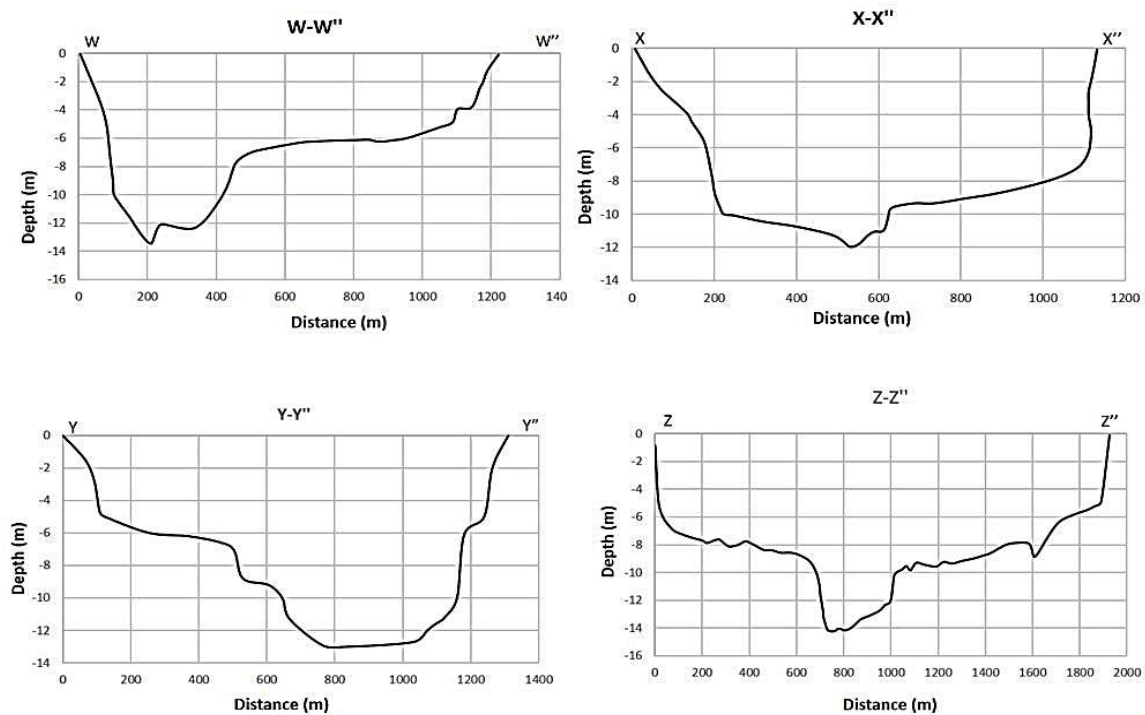 W-W''
W W''
0
-2
-4
-6
-8
-10
-12
-14
-16
Depth (m)
0 200 400 600 800 1000 1200 140
Distance (m)
X-X''
X X''
0
-2
-4
-6
-8
-10
-12
-14
Depth (m)
0 200 400 600 800 1000 1200
Distance (m)
Y-Y''
Y Y''
0
-2
-4
-6
-8
-10
-12
-14
Depth (m)
0 200 400 600 800 1000 1200 1400
Distance (m)
Z-Z''
Z Z''
0
-2
-4
-6
-8
-10
-12
-14
-16
Depth (m)
0 200 400 600 800 1000 1200 1400 1600 1800 2000
Distance (m)